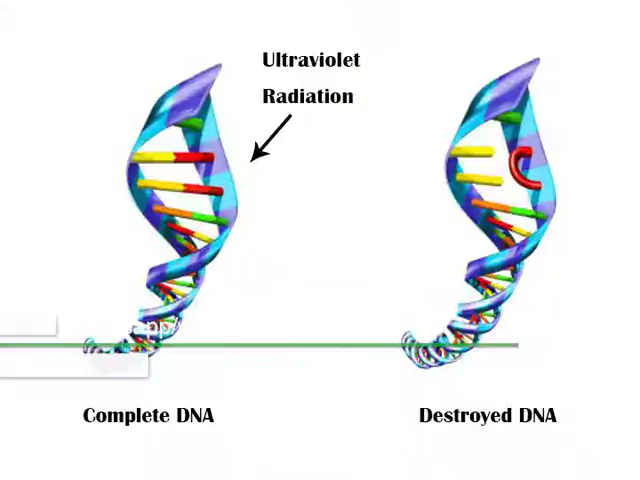 Ultraviolet
Radiation
Complete DNA
Destroyed DNA